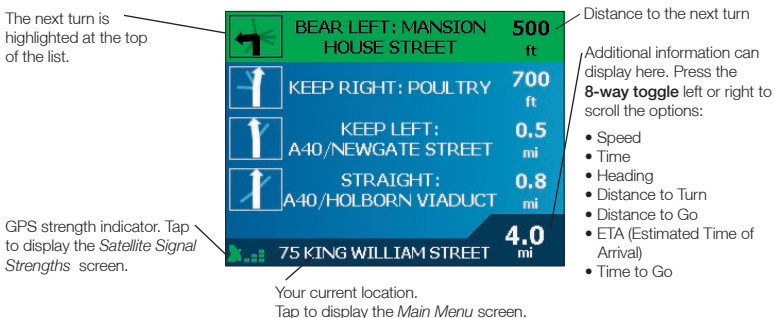 The next turn is
highlighted at the top
of the list.
BEAR LEFT: MANSION
HOUSE STREET
500
ft
Distance to the next turn
KEEP RIGHT: POULTRY
700
ft
KEEP LEFT:
A40/NEWGATE STREET
0.5
mi
STRAIGHT:
A40/HOLBORN VIADUCT
0.8
mi
75 KING WILLIAM STREET
4.0
mi
Additional information can
display here. Press the
8-way toggle left or right to
scroll the options:
• Speed
• Time
• Heading
• Distance to Turn
• Distance to Go
• ETA (Estimated Time of
Arrival)
• Time to Go
GPS strength indicator. Tap
to display the Satellite Signal
Strengths screen.
Your current location.
Tap to display the Main Menu screen.